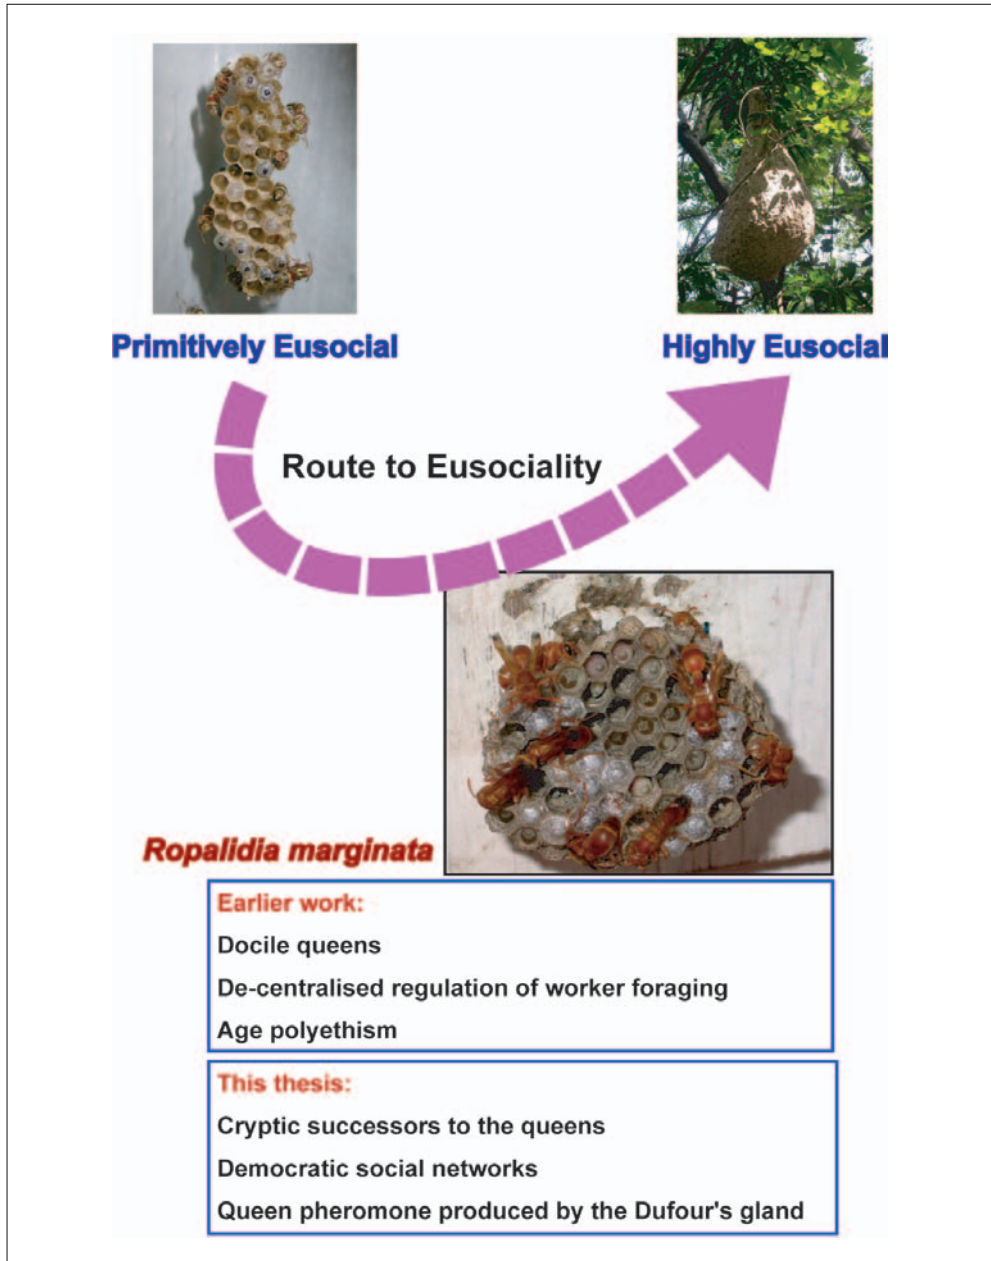 Primitively Eusocial
Highly Eusocial
Route to Eusociality
Ropalidia marginata
Earlier work:
Docile queens
De-centralised regulation of worker foraging
Age polyethism
This thesis:
Cryptic successors to the queens
Democratic social networks
Queen pheromone produced by the Dufour's gland